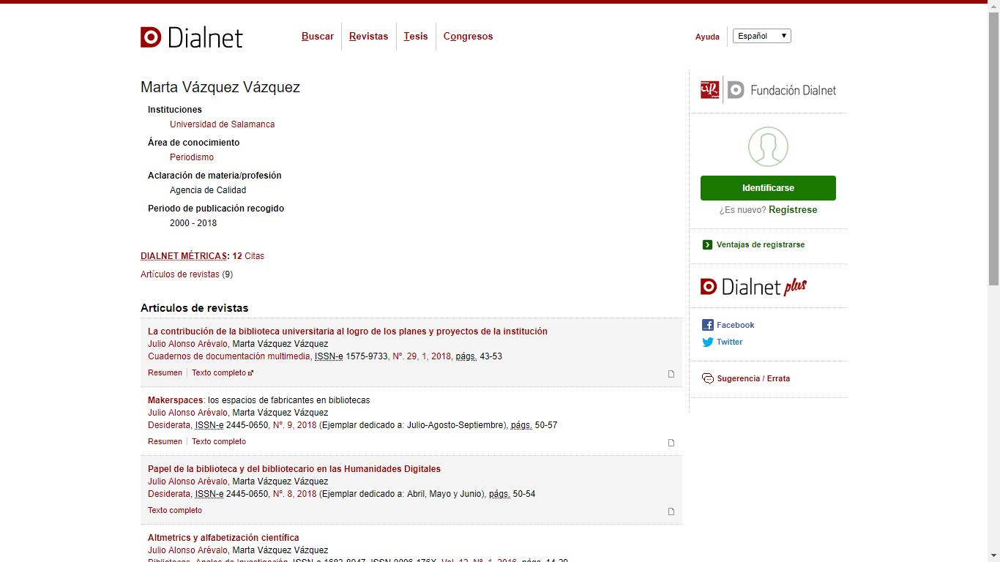 Dialnet
Buscar
Revistas
Tesis
Congresos
Ayuda
Español
Marta Vázquez Vázquez
Instituciones
Universidad de Salamanca
Área de conocimiento
Periodismo
Aclaración de materia/profesión
Agencia de Calidad
Periodo de publicación recogido
2000 - 2018
DIALNET MÉTRICAS: 12 Citas
Artículos de revistas (9)
Artículos de revistas
La contribución de la biblioteca universitaria al logro de los planes y proyectos de la institución
Julio Alonso Arévalo, Marta Vázquez Vázquez
Cuadernos de documentación multimedia, ISSN-e 1575-9733, Nº. 29, 1, 2018, págs. 43-53
Resumen Texto completo
Makerspaces: los espacios de fabricantes en bibliotecas
Julio Alonso Arévalo, Marta Vázquez Vázquez
Desiderata, ISSN-e 2445-0650, Nº. 9, 2018 (Ejemplar dedicado a: Julio-Agosto-Septiembre), págs. 50-57
Resumen Texto completo
Papel de la biblioteca y del bibliotecario en las Humanidades Digitales
Julio Alonso Arévalo, Marta Vázquez Vázquez
Desiderata, ISSN-e 2445-0650, Nº. 8, 2018 (Ejemplar dedicado a: Abril, Mayo y Junio), págs. 50-54
Texto completo
Altmetrics y alfabetización científica
Julio Alonso Arévalo, Marta Vázquez Vázquez
Bibliotecas. Anales de Investigación, ISSN-e 1683-8947, ISSN 0006-176X, Vol. 12, Nº. 1, 2016, págs. 14-29
Fundación Dialnet
Identificarse
¿Es nuevo? Regístrese
Ventajas de registrarse
Dialnet plus
Facebook
Twitter
Sugerencia / Errata